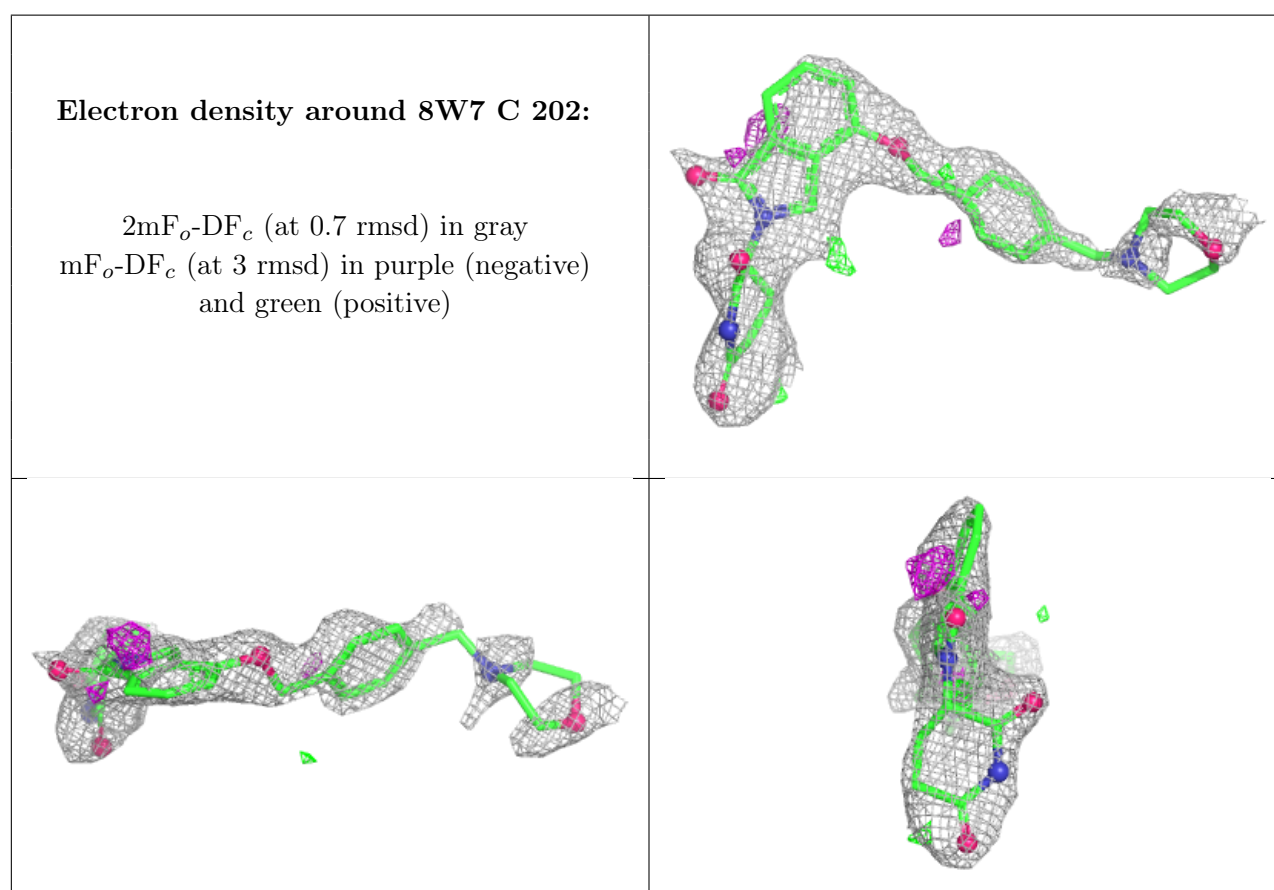 Electron density around 8W7 C 202:
2mFo-DFc (at 0.7 rmsd) in gray
mFo-DFc (at 3 rmsd) in purple (negative)
and green (positive)